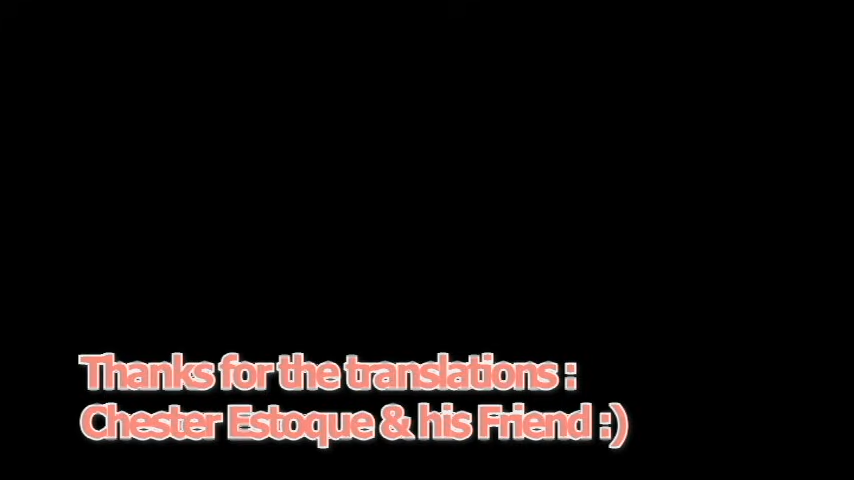 Thanks for the translations :
Chester Estoque & his Friend :)